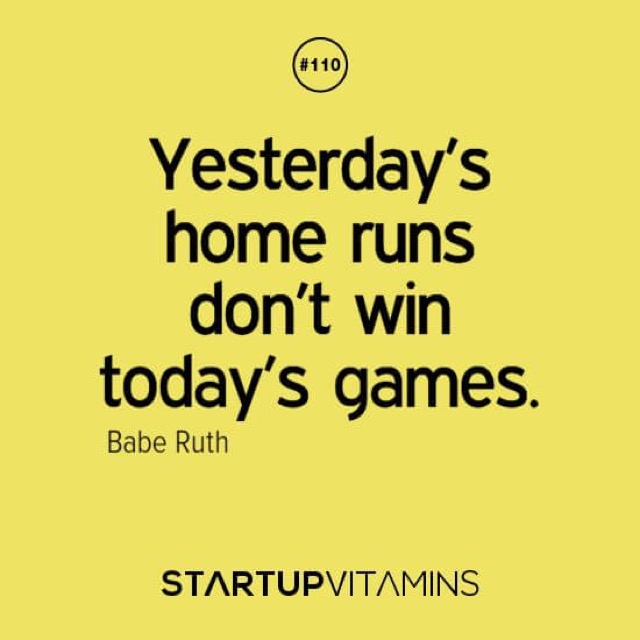 #110
Yesterday's
home runs
don't win
today's games.
Babe Ruth
STARTUPVITAMINS